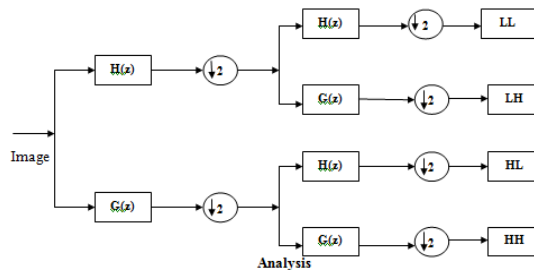 H(z) ↓2 LL
H(z) ↓2
G(z) ↓2 LH
Image
H(z) ↓2 HL
G(z) ↓2
G(z) ↓2 HH
Analysis